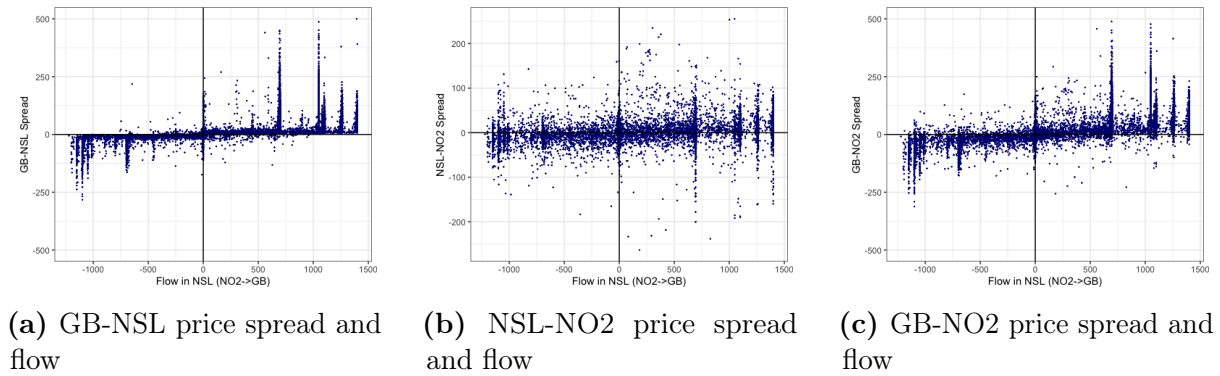 500
250
0
-250
-500
GB-NSL Spread
-1000
-500
0
500
1000
1500
Flow in NSL (NO2->GB)
200
100
0
-100
-200
NSL-NO2 Spread
-1000
-500
0
500
1000
1500
Flow in NSL (NO2->GB)
500
250
0
-250
-500
GB-NO2 Spread
-1000
-500
0
500
1000
1500
Flow in NSL (NO2->GB)
(a) GB-NSL price spread and
flow
(b) NSL-NO2 price spread
and flow
(c) GB-NO2 price spread and
flow